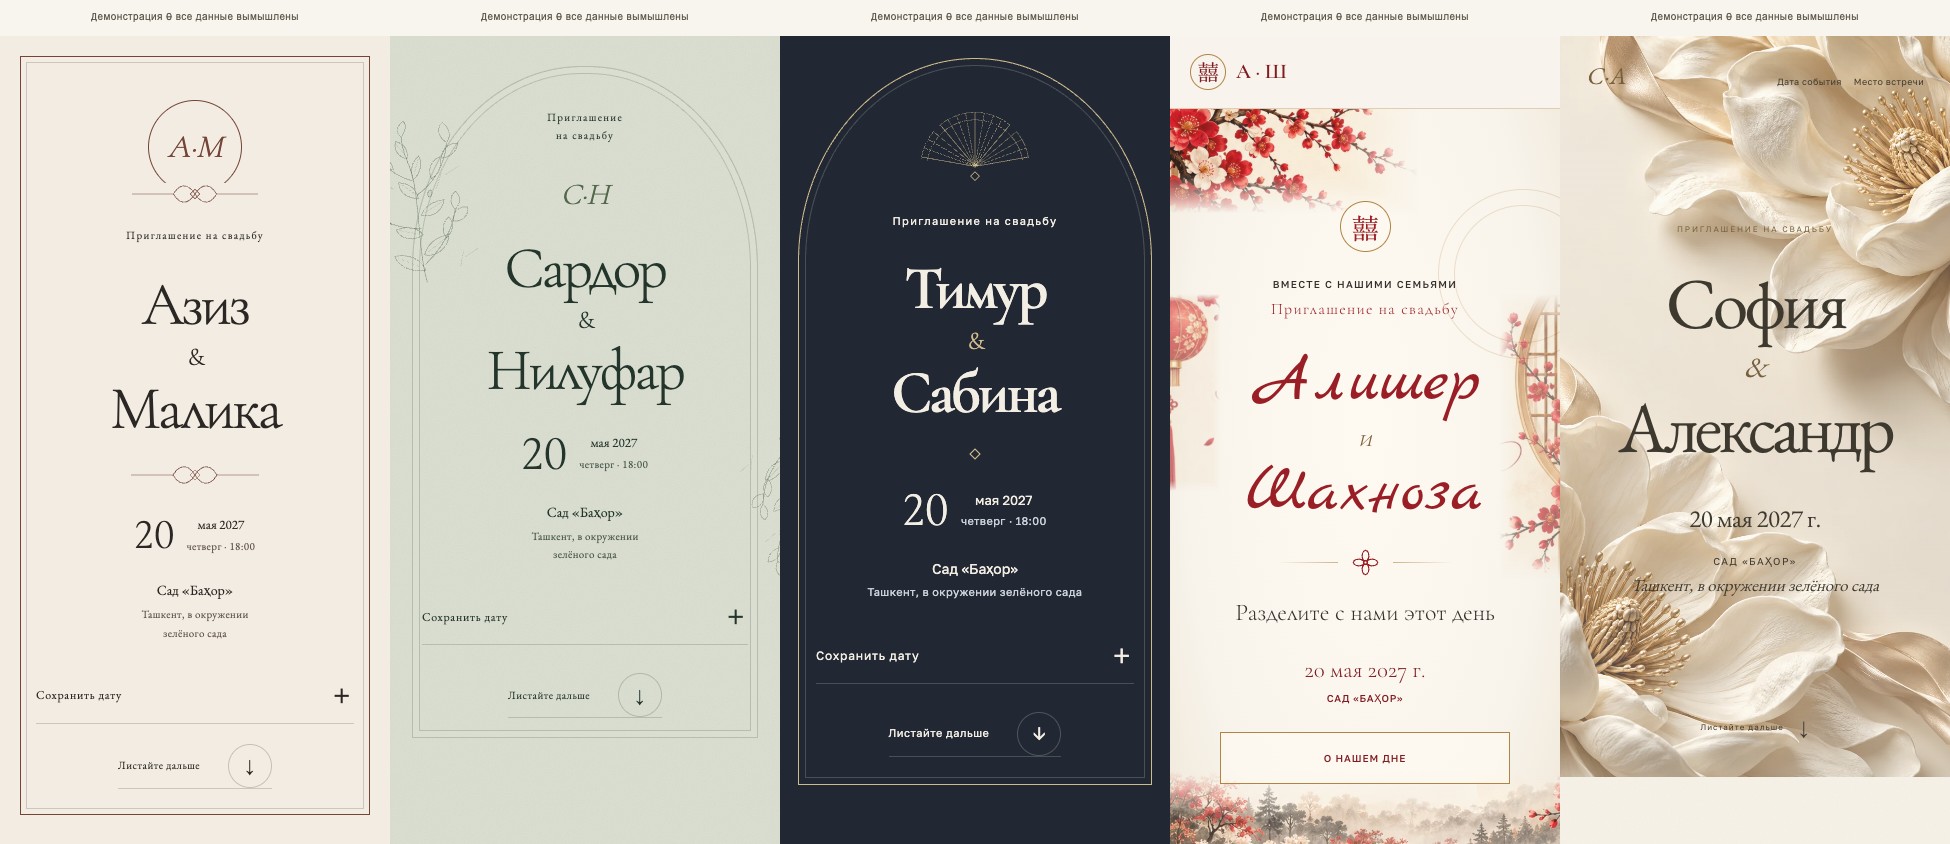 Демонстрация · все данные вымышлены
А·М
Приглашение на свадьбу
Азиз
&
Малика
20
мая 2027
четверг · 18:00
Сад «Баҳор»
Ташкент, в окружении
зелёного сада
Сохранить дату +
Листайте дальше ↓
Демонстрация · все данные вымышлены
Приглашение
на свадьбу
С·Н
Сардор
&
Нилуфар
20
мая 2027
четверг · 18:00
Сад «Баҳор»
Ташкент, в окружении
зелёного сада
Сохранить дату +
Листайте дальше ↓
Демонстрация · все данные вымышлены
Приглашение на свадьбу
Тимур
&
Сабина
20
мая 2027
четверг · 18:00
Сад «Баҳор»
Ташкент, в окружении зелёного сада
Сохранить дату +
Листайте дальше ↓
Демонстрация · все данные вымышлены
囍 А · Ш
囍
ВМЕСТЕ С НАШИМИ СЕМЬЯМИ
Приглашение на свадьбу
Алишер
и
Шахноза
Разделите с нами этот день
20 мая 2027 г.
САД «БАҲОР»
О НАШЕМ ДНЕ
Демонстрация · все данные вымышлены
С·А
Дата события Место встречи
ПРИГЛАШЕНИЕ НА СВАДЬБУ
София
&
Александр
20 мая 2027 г.
САД «БАҲОР»
Ташкент, в окружении зелёного сада
Листайте дальше ↓